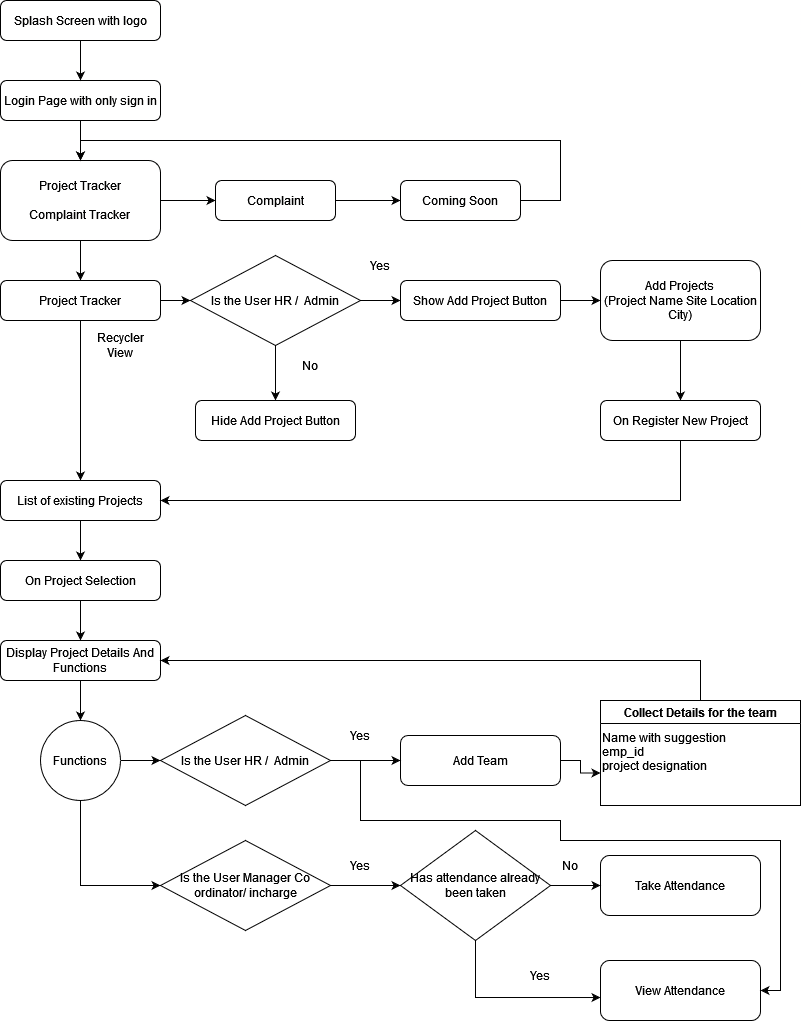 Splash Screen with logo
Login Page with only sign in
Project Tracker
Complaint Tracker
Complaint
Coming Soon
Project Tracker
Is the User HR / Admin
Yes
Show Add Project Button
Add Projects
(Project Name Site Location
City)
Recycler
View
No
Hide Add Project Button
On Register New Project
List of existing Projects
On Project Selection
Display Project Details And
Functions
Functions
Is the User HR / Admin
Yes
Add Team
Collect Details for the team
Name with suggestion
emp_id
project designation
Is the User Manager Co
ordinator/ incharge
Yes
Has attendance already
been taken
No
Take Attendance
Yes
View Attendance